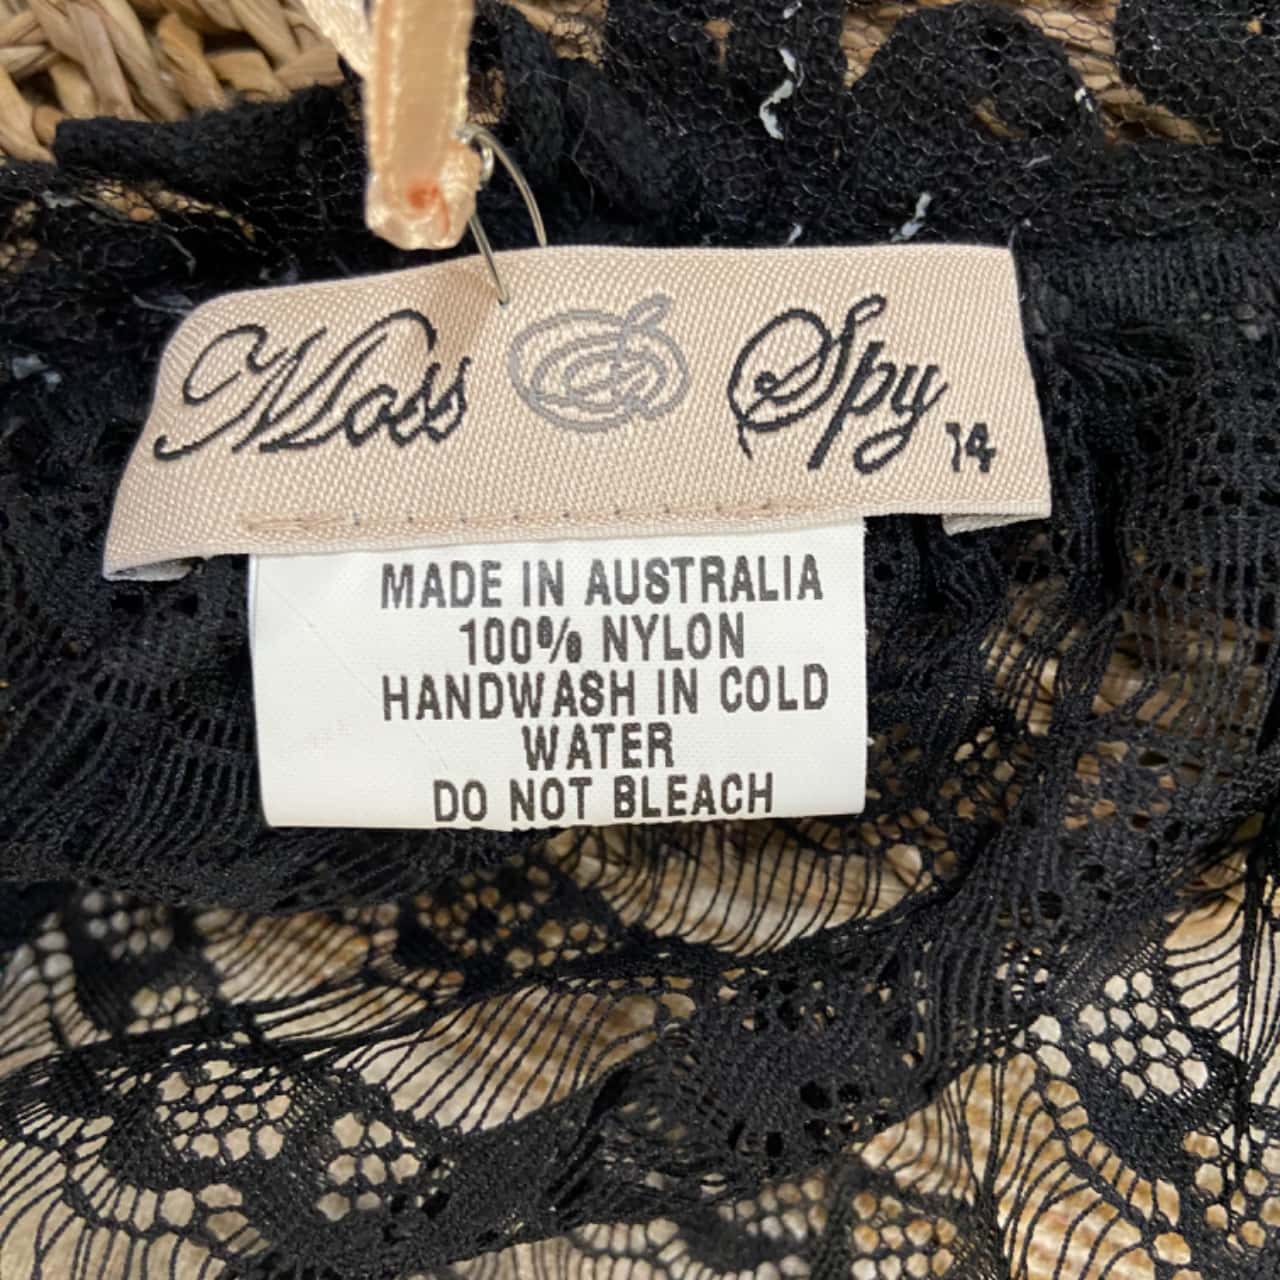 Moss & Spy
14
MADE IN AUSTRALIA
100% NYLON
HANDWASH IN COLD
WATER
DO NOT BLEACH